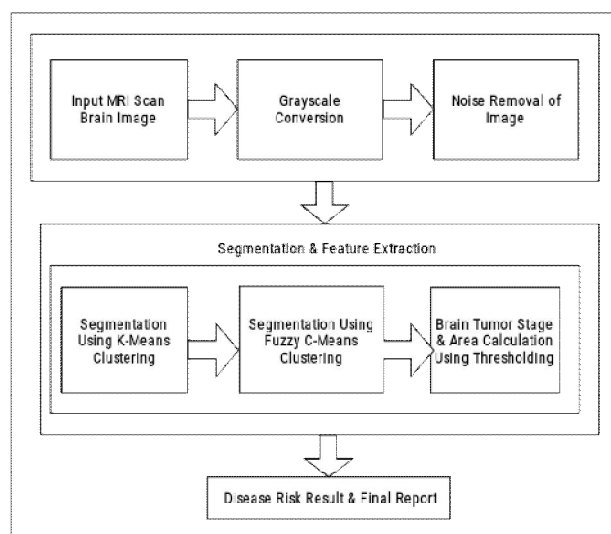 Input MRI Scan
Brain Image
Grayscale
Conversion
Noise Removal of
Image
Segmentation & Feature Extraction
Segmentation
Using K-Means
Clustering
Segmentation Using
Fuzzy C-Means
Clustering
Brain Tumor Stage
& Area Calculation
Using Thresholding
Disease Risk Result & Final Report